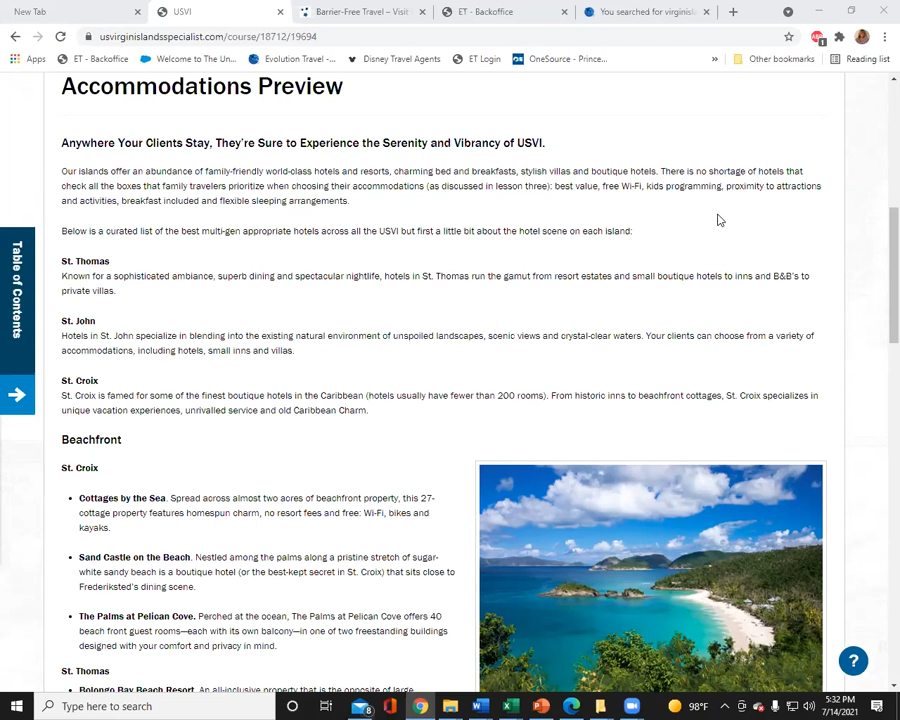 New Tab
USVI
Barrier-Free Travel – Visit
ET - Backoffice
You searched for virginisl
usvirginislandsspecialist.com/course/18712/19694
1
Apps
ET - Backoffice
Welcome to The Un...
Evolution Travel - ...
Disney Travel Agents
ET Login
OneSource - Prince...
»
Other bookmarks
Reading list
Accommodations Preview
Anywhere Your Clients Stay, They're Sure to Experience the Serenity and Vibrancy of USVI.
Our islands offer an abundance of family-friendly world-class hotels and resorts, charming bed and breakfasts, stylish villas and boutique hotels. There is no shortage of hotels that
check all the boxes that family travelers prioritize when choosing their accommodations (as discussed in lesson three): best value, free Wi-Fi, kids programming, proximity to attractions
and activities, breakfast included and flexible sleeping arrangements.
Below is a curated list of the best multi-gen appropriate hotels across all the USVI but first a little bit about the hotel scene on each island:
Table of Contents
St. Thomas
Known for a sophisticated ambiance, superb dining and spectacular nightlife, hotels in St. Thomas run the gamut from resort estates and small boutique hotels to inns and B&B's to
private villas.
St. John
Hotels in St. John specialize in blending into the existing natural environment of unspoiled landscapes, scenic views and crystal-clear waters. Your clients can choose from a variety of
accommodations, including hotels, small inns and villas.
St. Croix
St. Croix is famed for some of the finest boutique hotels in the Caribbean (hotels usually have fewer than 200 rooms). From historic inns to beachfront cottages, St. Croix specializes in
unique vacation experiences, unrivalled service and old Caribbean Charm.
Beachfront
St. Croix
• Cottages by the Sea. Spread across almost two acres of beachfront property, this 27-
cottage property features homespun charm, no resort fees and free: Wi-Fi, bikes and
kayaks.
• Sand Castle on the Beach. Nestled among the palms along a pristine stretch of sugar-
white sandy beach is a boutique hotel (or the best-kept secret in St. Croix) that sits close to
Frederiksted's dining scene.
• The Palms at Pelican Cove. Perched at the ocean, The Palms at Pelican Cove offers 40
beach front guest rooms—each with its own balcony—in one of two freestanding buildings
designed with your comfort and privacy in mind.
St. Thomas
• Bolongo Bay Beach Resort. An all-inclusive property that is the opposite of large
?
Type here to search
8
98°F
5:32 PM
7/14/2021